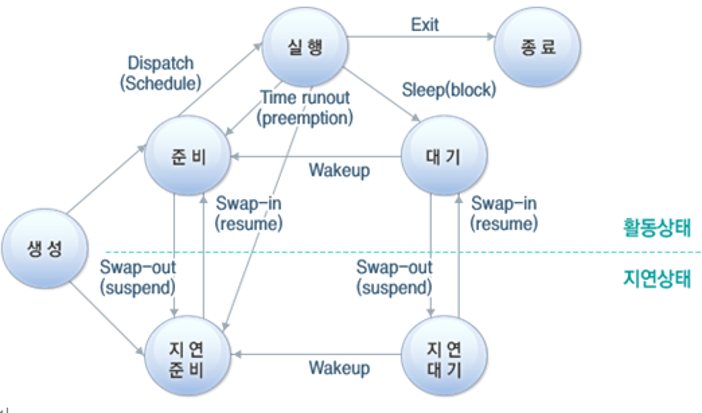 Exit
실행
종료
Dispatch
(Schedule)
Time runout
(preemption)
Sleep(block)
준비
대기
Wakeup
Swap-in
(resume)
Swap-in
(resume)
생성
활동상태
Swap-out
(suspend)
Swap-out
(suspend)
지연상태
지연
준비
Wakeup
지연
대기